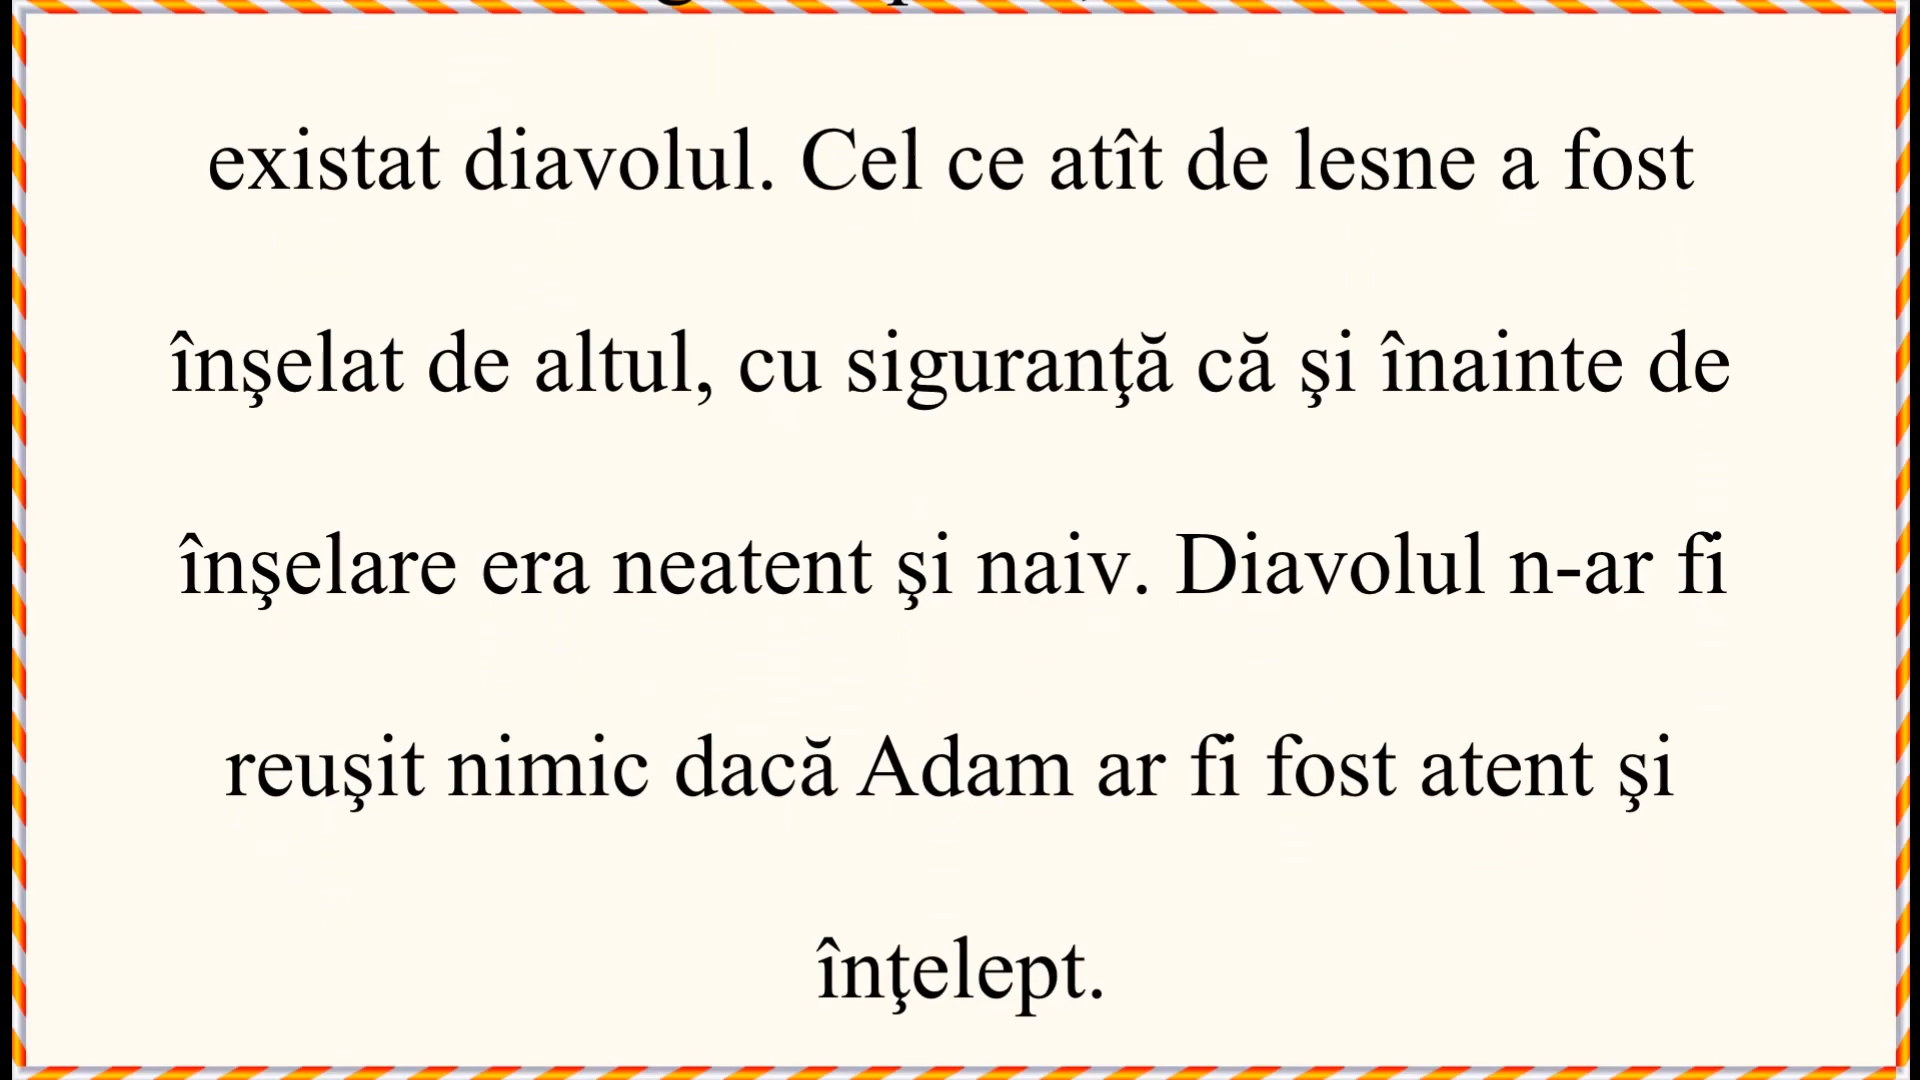 existat diavolul. Cel ce atît de lesne a fost
înşelat de altul, cu siguranţă că şi înainte de
înşelare era neatent şi naiv. Diavolul n-ar fi
reuşit nimic dacă Adam ar fi fost atent şi
înţelept.